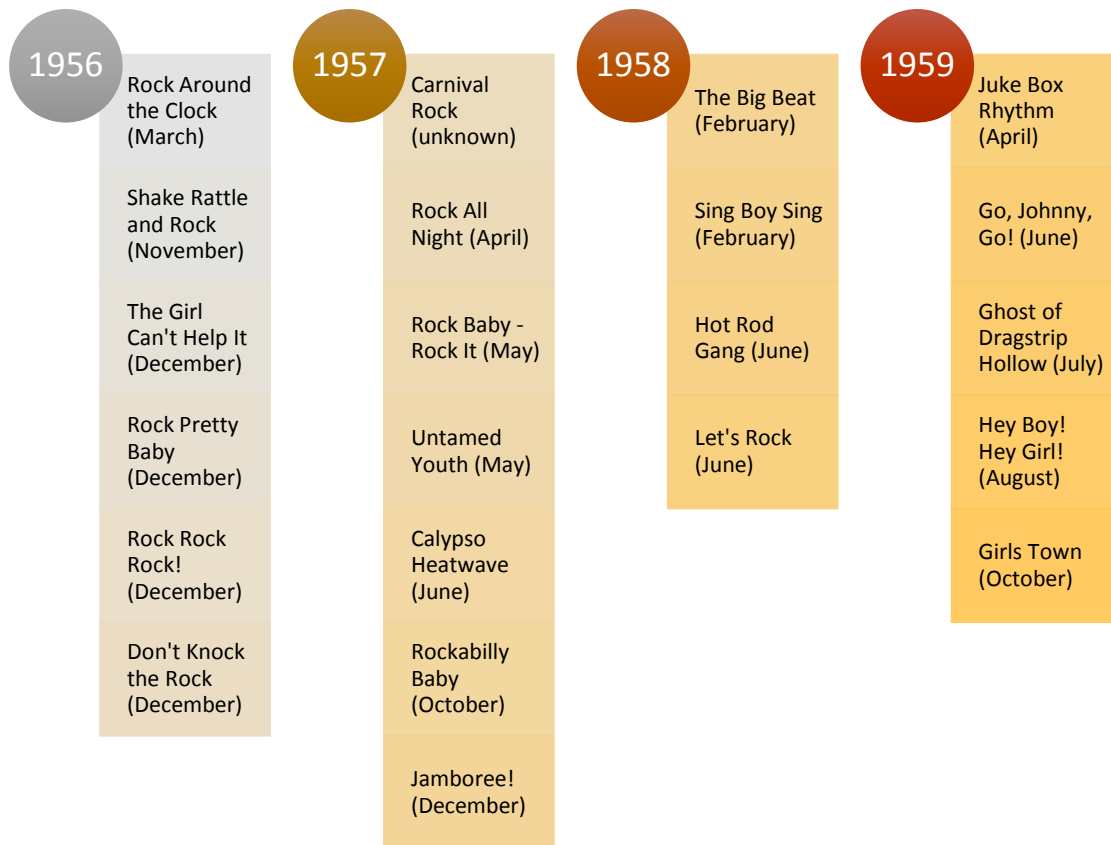 1956
Rock Around
the Clock
(March)
Shake Rattle
and Rock
(November)
The Girl
Can't Help It
(December)
Rock Pretty
Baby
(December)
Rock Rock
Rock!
(December)
Don't Knock
the Rock
(December)
1957
Carnival
Rock
(unknown)
Rock All
Night (April)
Rock Baby -
Rock It (May)
Untamed
Youth (May)
Calypso
Heatwave
(June)
Rockabilly
Baby
(October)
Jamboree!
(December)
1958
The Big Beat
(February)
Sing Boy Sing
(February)
Hot Rod
Gang (June)
Let's Rock
(June)
1959
Juke Box
Rhythm
(April)
Go, Johnny,
Go! (June)
Ghost of
Dragstrip
Hollow (July)
Hey Boy!
Hey Girl!
(August)
Girls Town
(October)